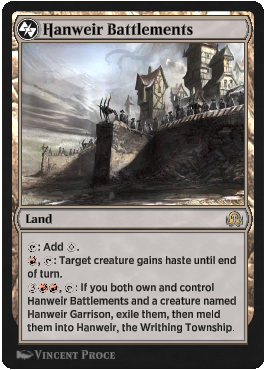 Hanweir Battlements
Land
: Add .
, : Target creature gains haste until end
of turn.
3, : If you both own and control
Hanweir Battlements and a creature named
Hanweir Garrison, exile them, then meld
them into Hanweir, the Writhing Township.
Vincent Proce